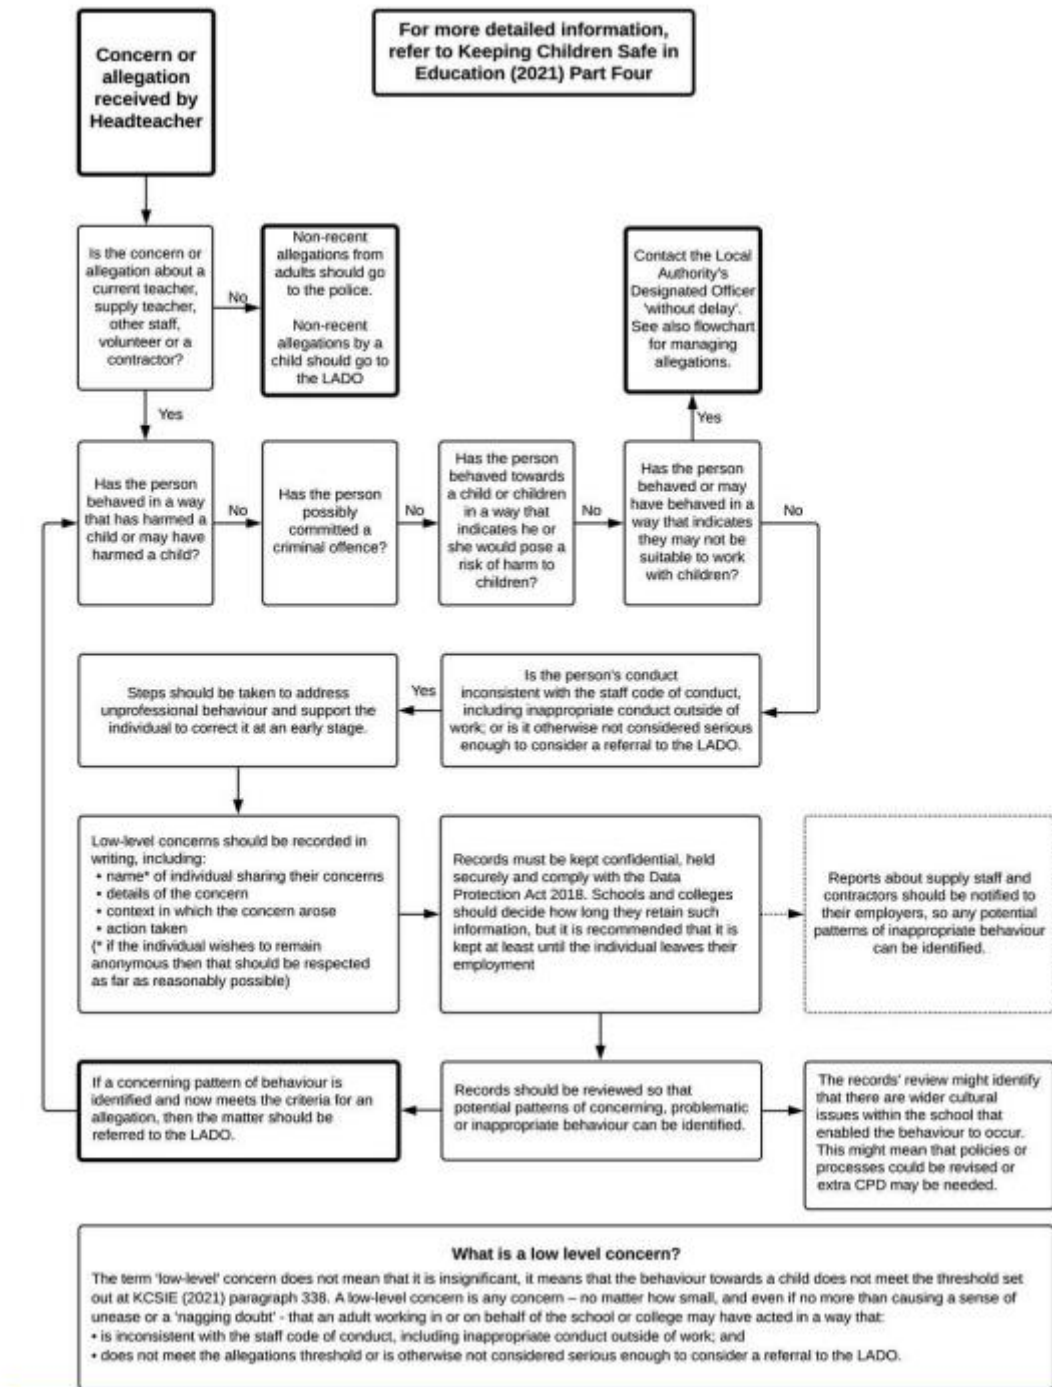 Concern or
allegation
received by
Headteacher
For more detailed information,
refer to Keeping Children Safe in
Education (2021) Part Four
Is the concern or
allegation about a
current teacher,
supply teacher,
other staff,
volunteer or a
contractor?
No
Non-recent
allegations from
adults should go
to the police.
Non-recent
allegations by a
child should go to
the LADO
Contact the Local
Authority's
Designated Officer
'without delay'.
See also flowchart
for managing
allegations.
Yes
Yes
Has the person
behaved in a way
that has harmed a
child or may have
harmed a child?
No
Has the person
possibly
committed a
criminal offence?
No
Has the person
behaved towards
a child or children
in a way that
indicates he or
she would pose a
risk of harm to
children?
No
Has the person
behaved or may
have behaved in a
way that indicates
they may not be
suitable to work
with children?
No
Steps should be taken to address
unprofessional behaviour and support the
individual to correct it at an early stage.
Yes
Is the person's conduct
inconsistent with the staff code of conduct,
including inappropriate conduct outside of
work; or is it otherwise not considered serious
enough to consider a referral to the LADO.
Low-level concerns should be recorded in
writing, including:
• name* of individual sharing their concerns
• details of the concern
• context in which the concern arose
• action taken
(* if the individual wishes to remain
anonymous then that should be respected
as far as reasonably possible)
Records must be kept confidential, held
securely and comply with the Data
Protection Act 2018. Schools and colleges
should decide how long they retain such
information, but it is recommended that it is
kept at least until the individual leaves their
employment
Reports about supply staff and
contractors should be notified to
their employers, so any potential
patterns of inappropriate behaviour
can be identified.
If a concerning pattern of behaviour is
identified and now meets the criteria for an
allegation, then the matter should be
referred to the LADO.
Records should be reviewed so that
potential patterns of concerning, problematic
or inappropriate behaviour can be identified.
The records' review might identify
that there are wider cultural
issues within the school that
enabled the behaviour to occur.
This might mean that policies or
processes could be revised or
extra CPD may be needed.
What is a low level concern?
The term 'low-level' concern does not mean that it is insignificant, it means that the behaviour towards a child does not meet the threshold set
out at KCSIE (2021) paragraph 338. A low-level concern is any concern – no matter how small, and even if no more than causing a sense of
unease or a 'nagging doubt' - that an adult working in or on behalf of the school or college may have acted in a way that:
• is inconsistent with the staff code of conduct, including inappropriate conduct outside of work; and
• does not meet the allegations threshold or is otherwise not considered serious enough to consider a referral to the LADO.